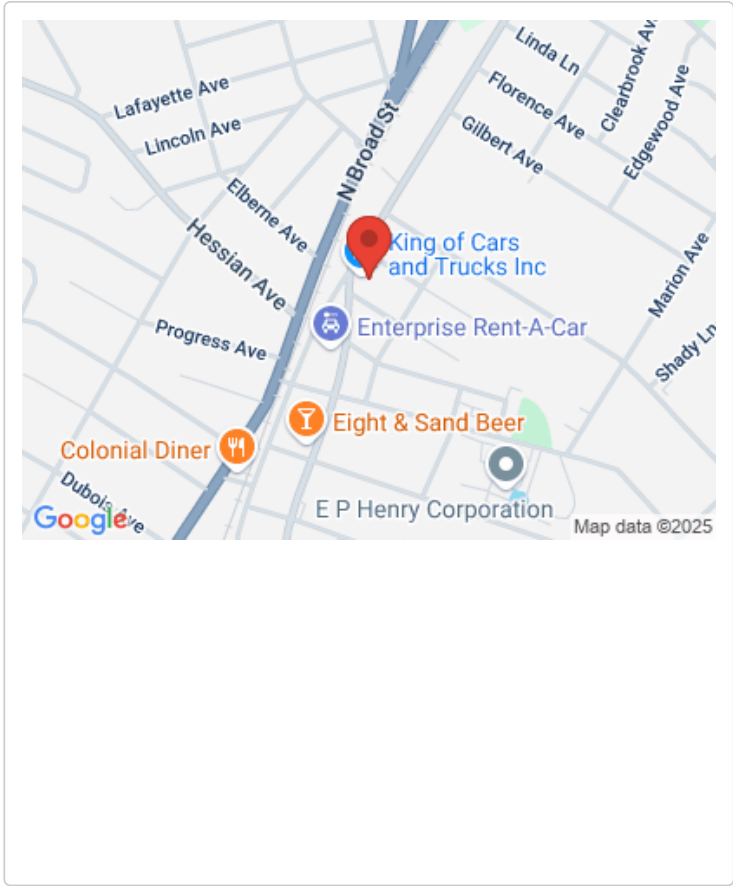 Linda Ln
Clearbrook Av
Lafayette Ave
Florence Ave
Edgewood Ave
Lincoln Ave
Gilbert Ave
N Broad St
Elberne Ave
Hessian Ave
King of Cars
and Trucks Inc
Marion Ave
Enterprise Rent-A-Car
Progress Ave
Shady Ln
Eight & Sand Beer
Colonial Diner
Dubois Ave
E P Henry Corporation
Google
Map data ©2025